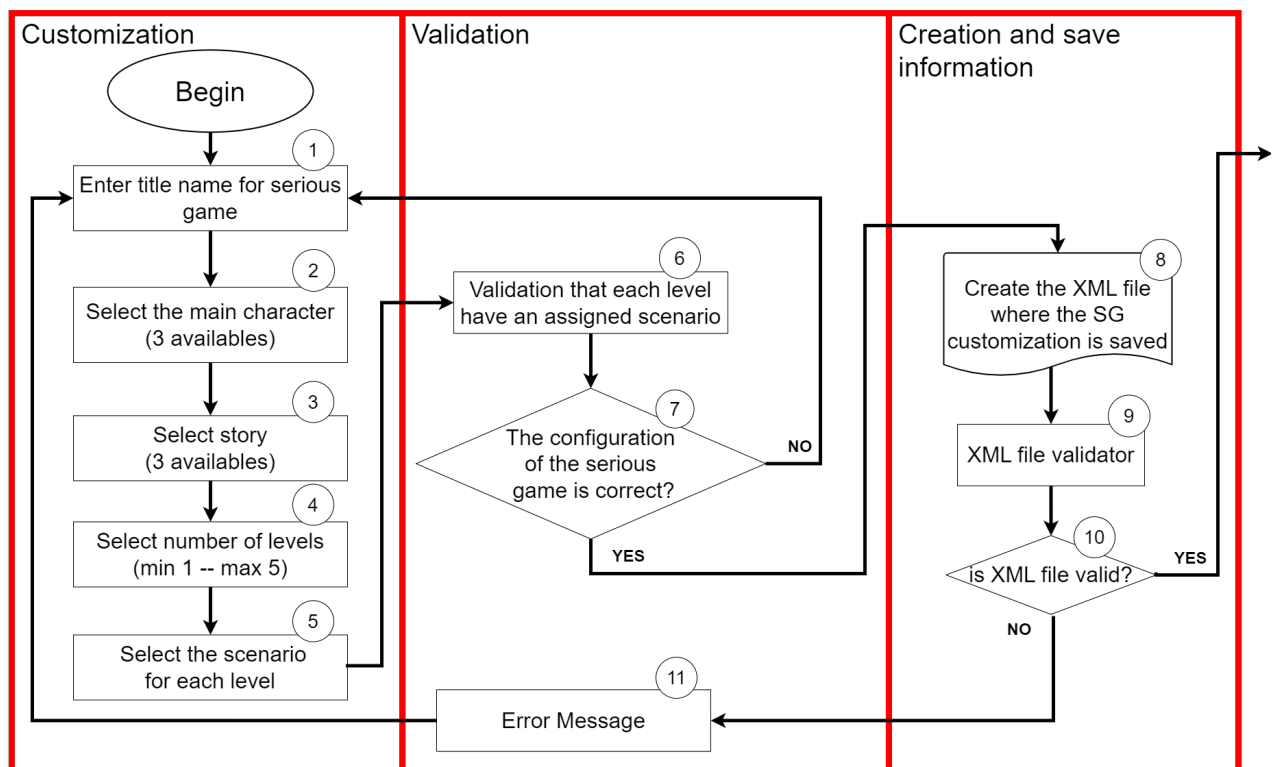 Customization
Begin
1
Enter title name for serious
game
2
Select the main character
(3 availables)
3
Select story
(3 availables)
4
Select number of levels
(min 1 -- max 5)
5
Select the scenario
for each level
Validation
6
Validation that each level
have an assigned scenario
7
The configuration
of the serious
game is correct?
NO
YES
11
Error Message
Creation and save
information
8
Create the XML file
where the SG
customization is saved
9
XML file validator
10
is XML file valid?
YES
NO